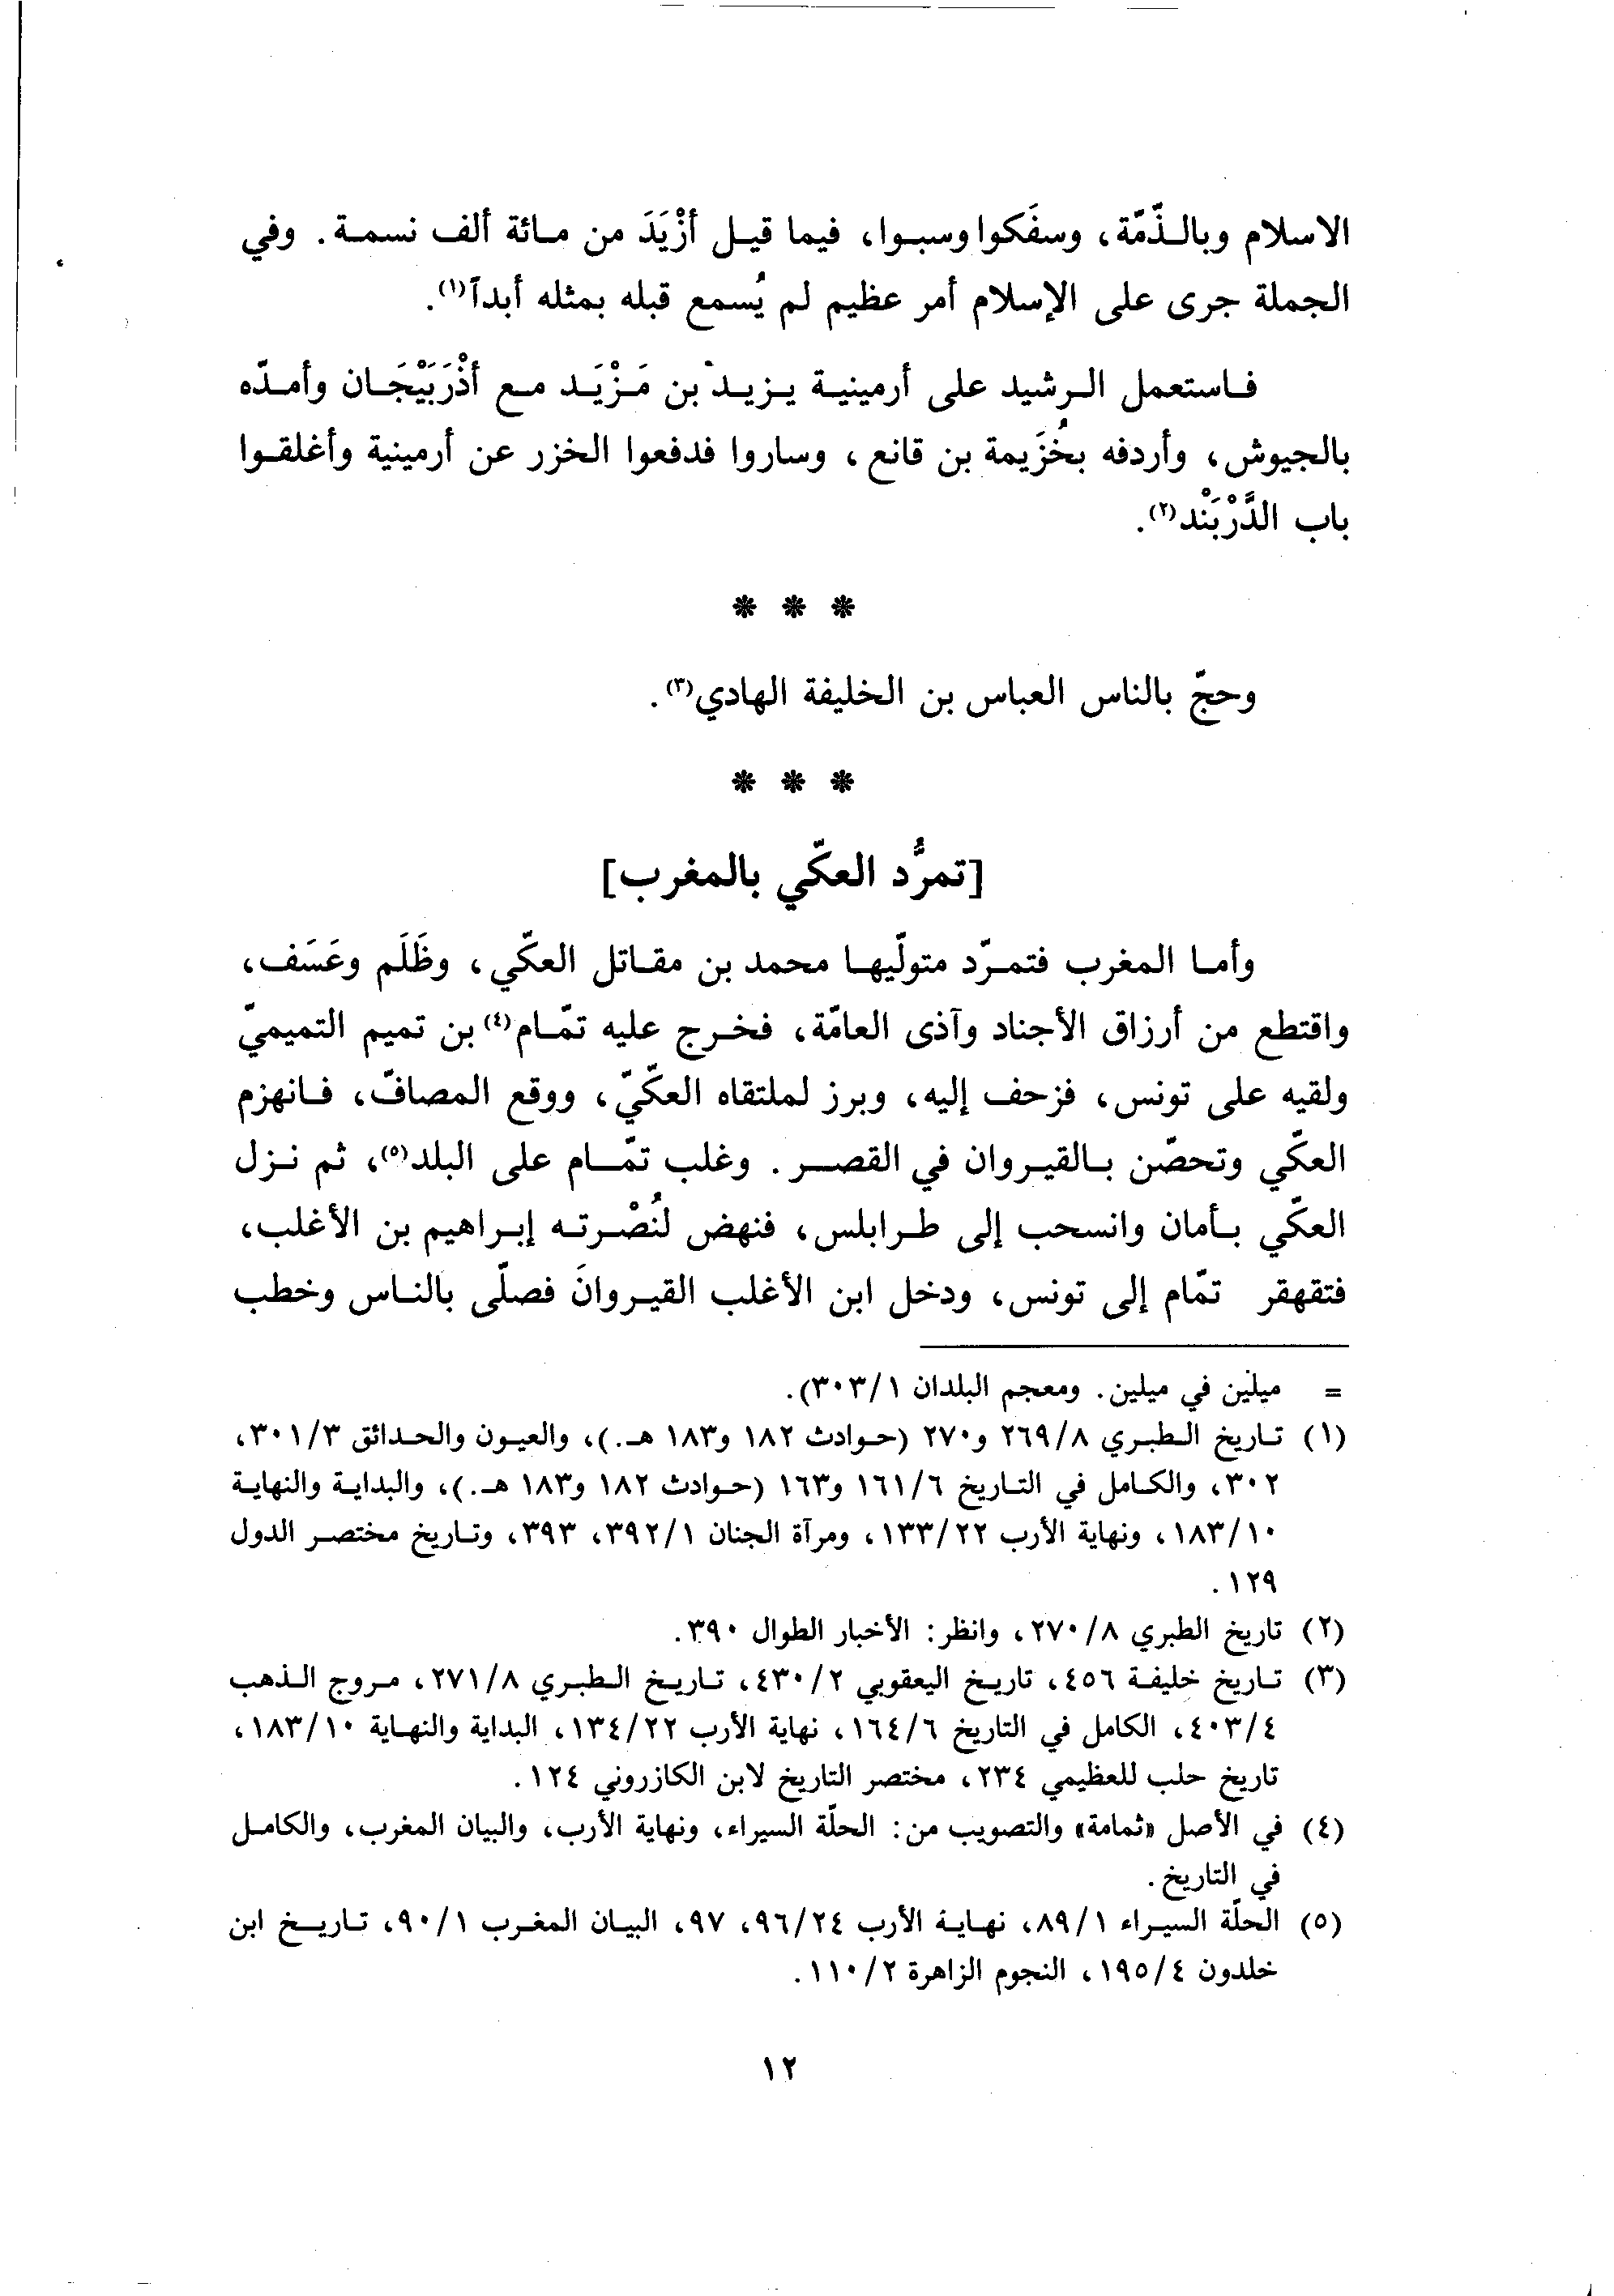 الاسلام وبالذّمّة، وسفَكوا وسبوا، فيما قيل أزْيَدَ من مائة ألف نسمة. وفي
الجملة جرى على الإسلام أمر عظيم لم يُسمع قبله بمثله أبداً(١).
فاستعمل الرشيد على أرمينية يزيد بن مَزْيَد مع أذْرَبَيْجَان وأمدّه
بالجيوش، وأردفه بخُزَيمة بن قانع، وساروا فدفعوا الخزر عن أرمينية وأغلقوا
باب الدَّرْبَنْد(٢).
* * *
وحجّ بالناس العباس بن الخليفة الهادي(٣).
* * *
[تمرُّد العكّي بالمغرب]
وأما المغرب فتمرّد متولّيها محمد بن مقاتل العكّي، وظَلَم وعَسَف،
واقتطع من أرزاق الأجناد وآذى العامّة، فخرج عليه تمّام(٤) بن تميم التميميّ
ولقيه على تونس، فزحف إليه، وبرز لملتقاه العكّيّ، ووقع المصافّ، فانهزم
العكّي وتحصّن بالقيروان في القصر. وغلب تمّام على البلد(٥)، ثم نزل
العكّي بأمان وانسحب إلى طرابلس، فنهض لنُصْرته إبراهيم بن الأغلب،
فتقهقر تمّام إلى تونس، ودخل ابن الأغلب القيروانَ فصلّى بالناس وخطب
= ميلين في ميلين. ومعجم البلدان ٣٠٣/١).
(١) تاريخ الطبري ٢٦٩/٨ و٢٧٠ (حوادث ١٨٢ و١٨٣ هـ.)، والعيون والحدائق ٣٠١/٣،
٣٠٢، والكامل في التاريخ ١٦١/٦ و١٦٣ (حوادث ١٨٢ و١٨٣ هـ.)، والبداية والنهاية
١٨٣/١٠، ونهاية الأرب ١٣٣/٢٢، ومرآة الجنان ٣٩٢/١، ٣٩٣، وتاريخ مختصر الدول
١٢٩.
(٢) تاريخ الطبري ٢٧٠/٨، وانظر: الأخبار الطوال ٣٩٠.
(٣) تاريخ خليفة ٤٥٦، تاريخ اليعقوبي ٤٣٠/٢، تاريخ الطبري ٢٧١/٨، مروج الذهب
٤٠٣/٤، الكامل في التاريخ ١٦٤/٦، نهاية الأرب ١٣٤/٢٢، البداية والنهاية ١٨٣/١٠،
تاريخ حلب للعظيمي ٢٣٤، مختصر التاريخ لابن الكازروني ١٢٤.
(٤) في الأصل «ثمامة» والتصويب من: الحلّة السيراء، ونهاية الأرب، والبيان المغرب، والكامل
في التاريخ.
(٥) الحلّة السيراء ٨٩/١، نهاية الأرب ٩٦/٢٤، ٩٧، البيان المغرب ٩٠/١، تاريخ ابن
خلدون ١٩٥/٤، النجوم الزاهرة ١١٠/٢.
١٢